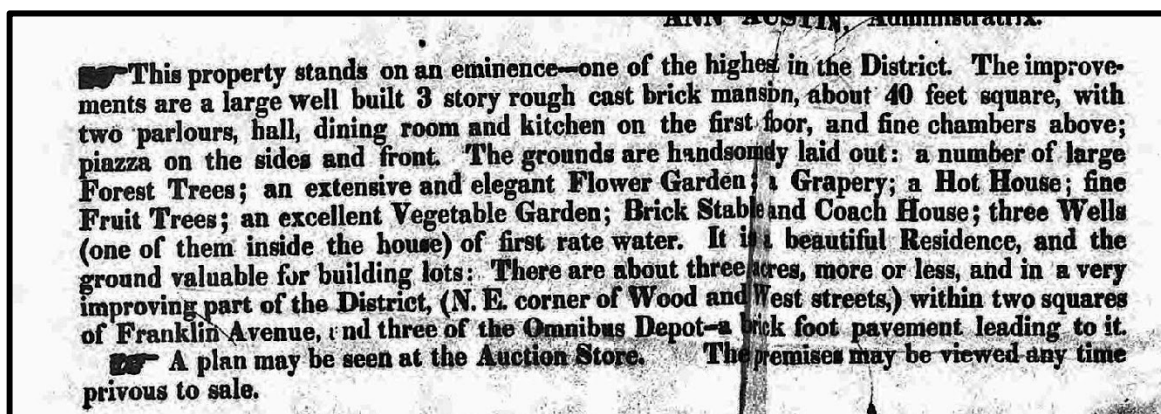 ANN AUSTIN, Administratrix.
This property stands on an eminence—one of the highest in the District. The improve-
ments are a large well built 3 story rough cast brick mansion, about 40 feet square, with
two parlours, hall, dining room and kitchen on the first floor, and fine chambers above;
piazza on the sides and front. The grounds are handsomely laid out: a number of large
Forest Trees; an extensive and elegant Flower Garden; a Grapery; a Hot House; fine
Fruit Trees; an excellent Vegetable Garden; Brick Stable and Coach House; three Wells
(one of them inside the house) of first rate water. It is a beautiful Residence, and the
ground valuable for building lots: There are about three acres, more or less, and in a very
improving part of the District, (N. E. corner of Wood and West streets,) within two squares
of Franklin Avenue, and three of the Omnibus Depot—a brick foot pavement leading to it.
A plan may be seen at the Auction Store. The premises may be viewed any time
privous to sale.